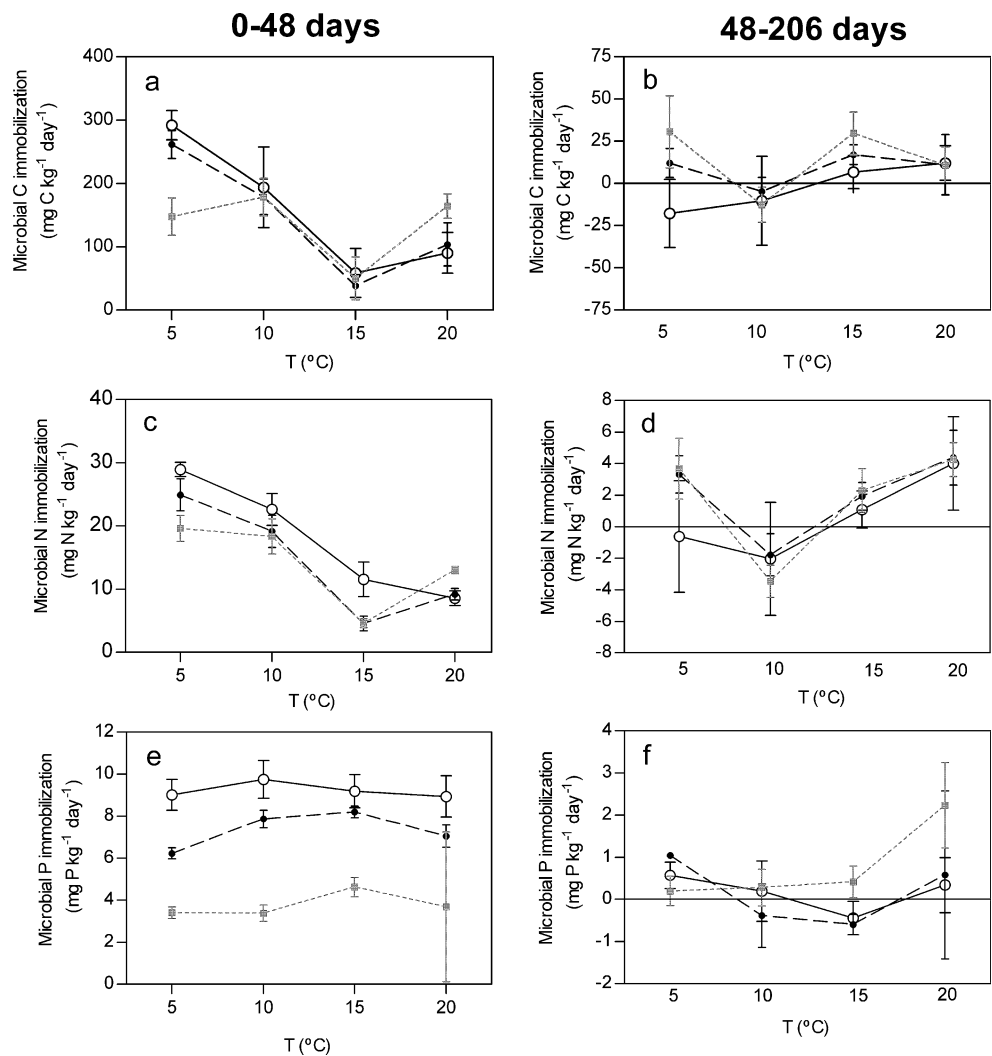 0-48 days
48-206 days
a
Microbial C immobilization
(mg C kg⁻¹ day⁻¹)
400
300
200
100
0
5 10 15 20
T (ºC)
b
Microbial C immobilization
(mg C kg⁻¹ day⁻¹)
75
50
25
0
-25
-50
-75
5 10 15 20
T (ºC)
c
Microbial N immobilization
(mg N kg⁻¹ day⁻¹)
40
30
20
10
0
5 10 15 20
T (ºC)
d
Microbial N immobilization
(mg N kg⁻¹ day⁻¹)
8
6
4
2
0
-2
-4
-6
-8
5 10 15 20
T (ºC)
e
Microbial P immobilization
(mg P kg⁻¹ day⁻¹)
12
10
8
6
4
2
0
5 10 15 20
T (ºC)
f
Microbial P immobilization
(mg P kg⁻¹ day⁻¹)
4
3
2
1
0
-1
-2
5 10 15 20
T (ºC)